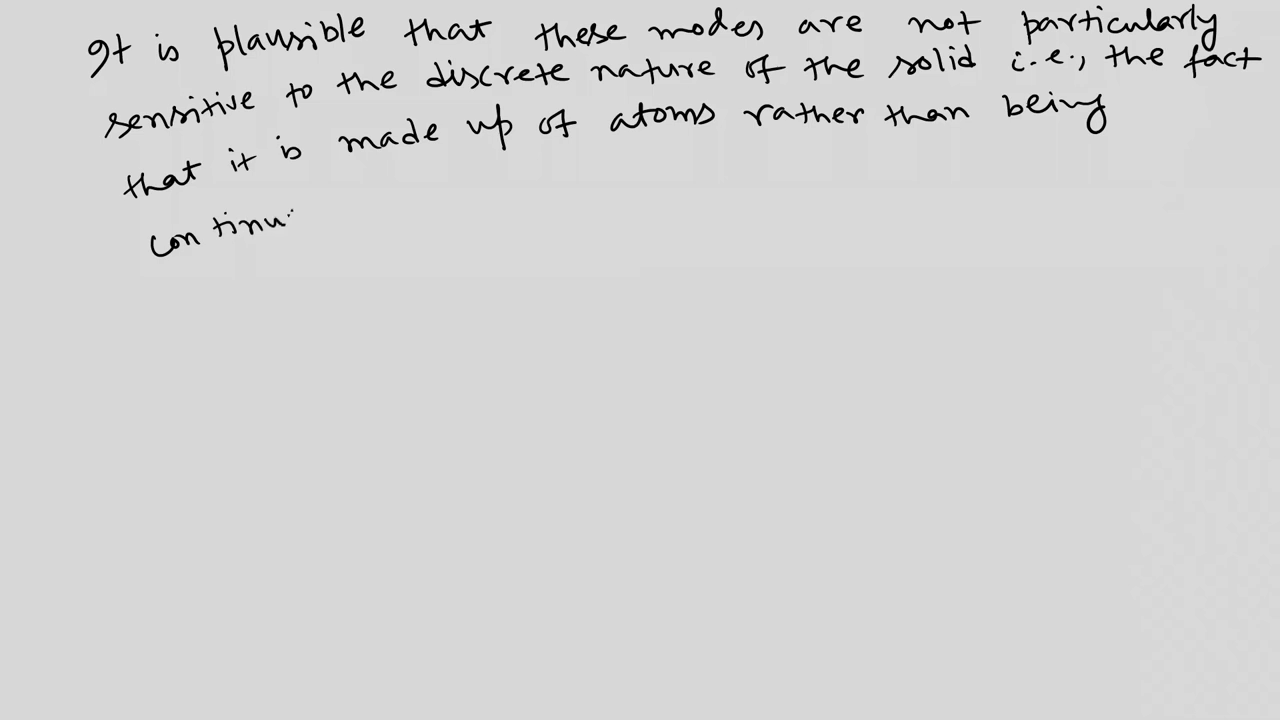 It is plausible that these modes are not particularly
sensitive to the discrete nature of the solid i.e., the fact
that it is made up of atoms rather than being
continu